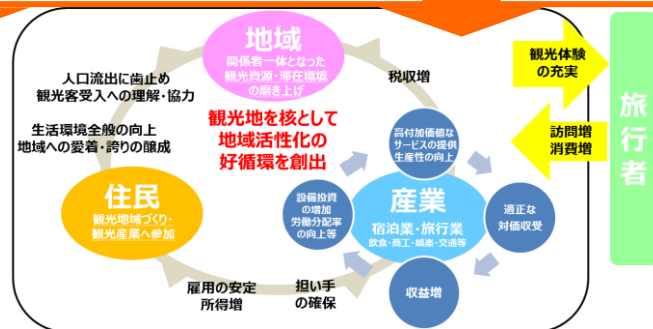 地域
関係者一体となった
観光資源・滞在環境
の磨き上げ
人口流出に歯止め
観光客受入への理解・協力
生活環境全般の向上
地域への愛着・誇りの醸成
税収増
観光地を核として
地域活性化の
好循環を創出
住民
観光地域づくり・
観光産業へ参加
高付加価値な
サービスの提供
生産性の向上
設備投資
の増加
労働分配率
の向上等
産業
宿泊業・旅行業
飲食・商工・娯楽・交通等
適正な
対価収受
収益増
雇用の安定
所得増
担い手
の確保
観光体験
の充実
訪問増
消費増
旅行者